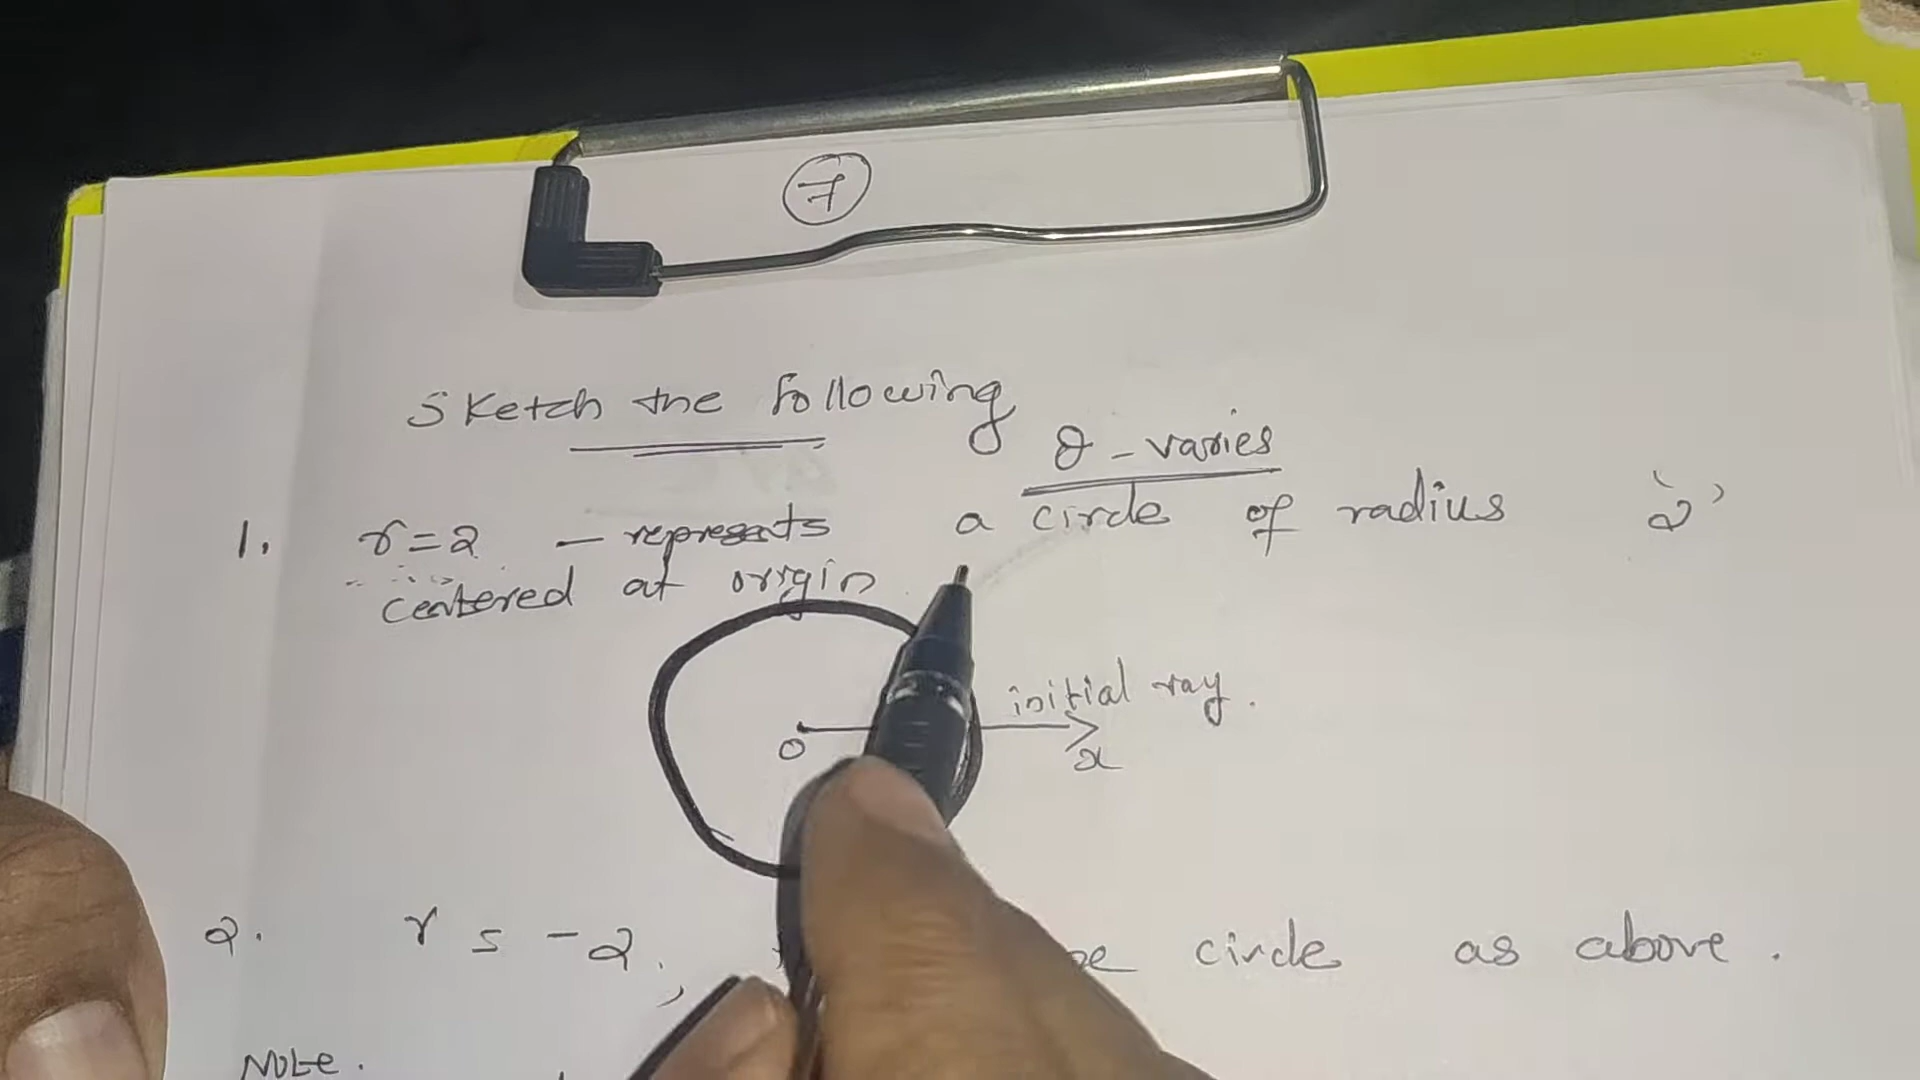 7
Sketch the following
θ - varies
1. r=2 — represents a circle of radius '2'
centered at origin
initial ray.
O
x
2. r = -2, circle as above.
Note.